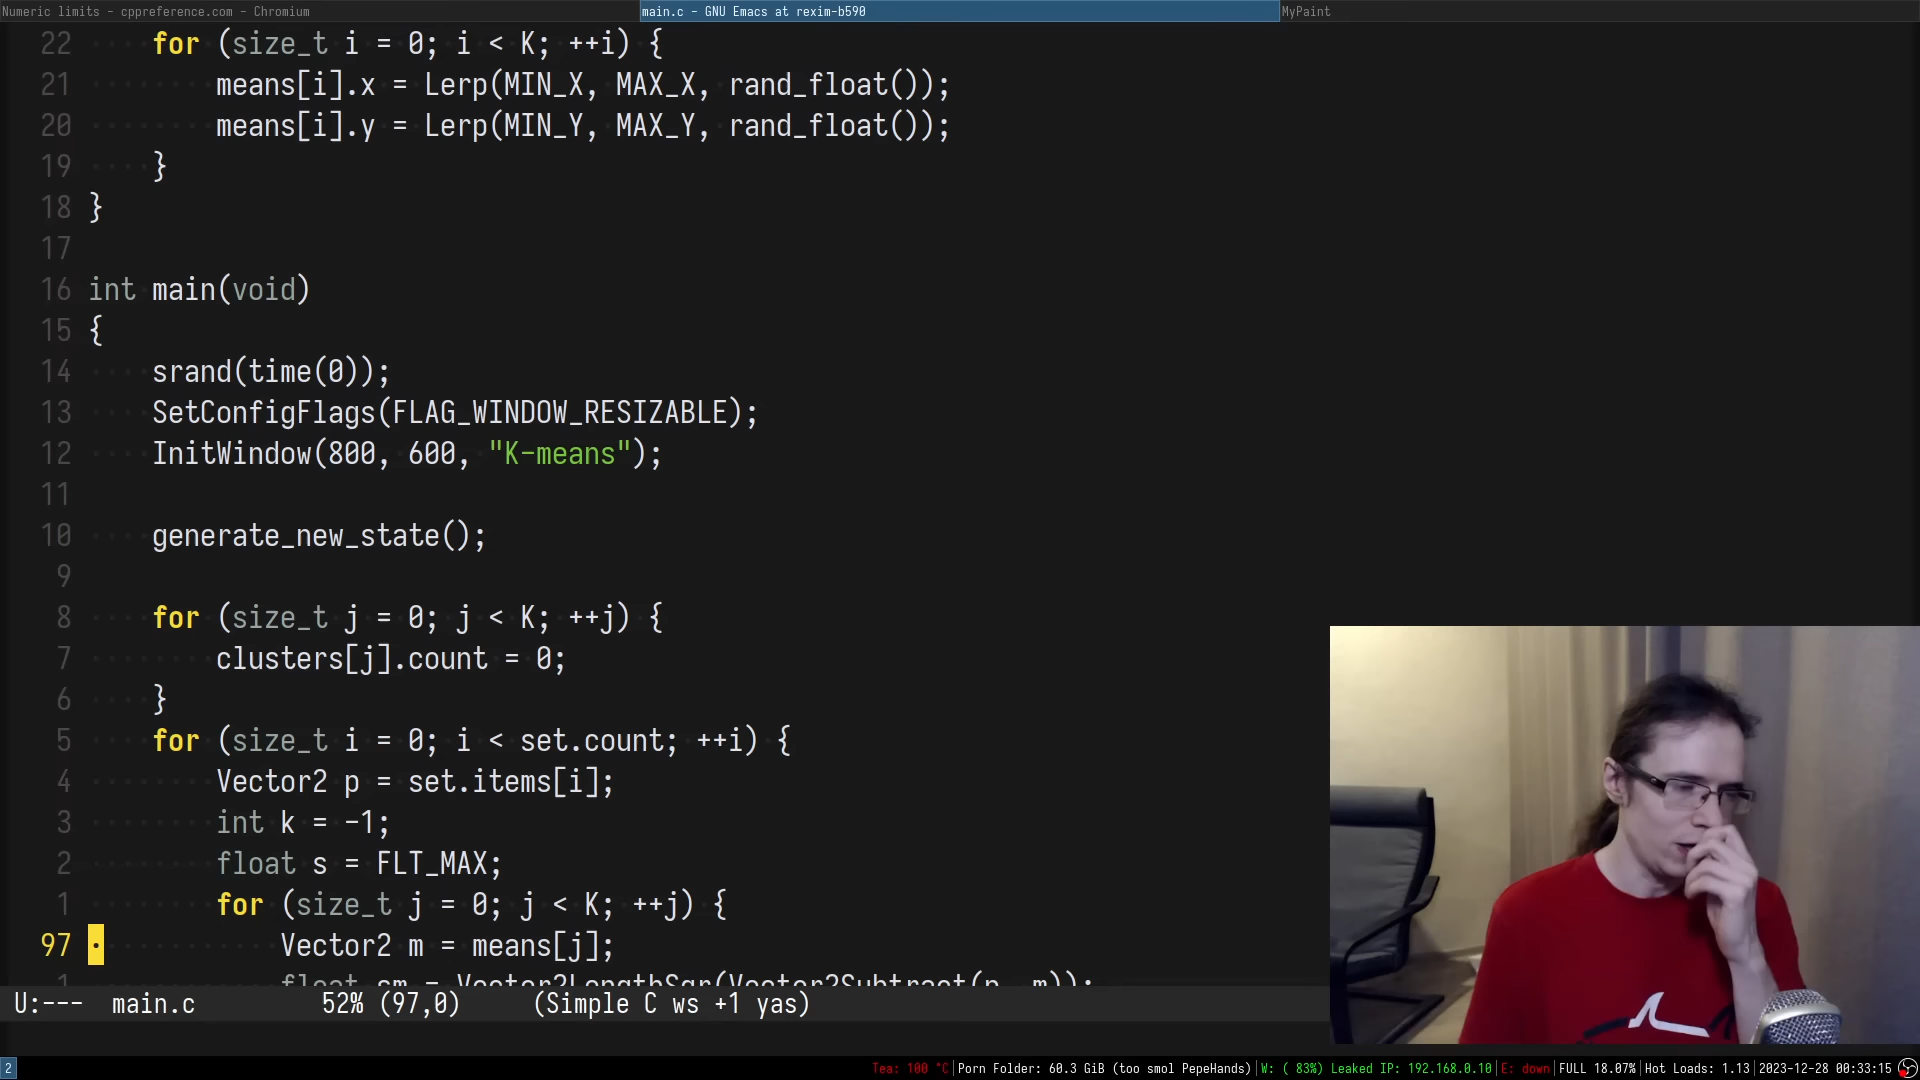 Numeric limits - cppreference.com - Chromium
main.c - GNU Emacs at rexim-b590
MyPaint
22 for (size_t i = 0; i < K; ++i) {
21 means[i].x = Lerp(MIN_X, MAX_X, rand_float());
20 means[i].y = Lerp(MIN_Y, MAX_Y, rand_float());
19 }
18 }
17
16 int main(void)
15 {
14 srand(time(0));
13 SetConfigFlags(FLAG_WINDOW_RESIZABLE);
12 InitWindow(800, 600, "K-means");
11
10 generate_new_state();
9
8 for (size_t j = 0; j < K; ++j) {
7 clusters[j].count = 0;
6 }
5 for (size_t i = 0; i < set.count; ++i) {
4 Vector2 p = set.items[i];
3 int k = -1;
2 float s = FLT_MAX;
1 for (size_t j = 0; j < K; ++j) {
97 Vector2 m = means[j];
1 float sm = Vector2LengthSqr(Vector2Subtract(p, m));
U:--- main.c 52% (97,0) (Simple C ws +1 yas)
2 Tea: 100 °C|Porn Folder: 60.3 GiB (too smol PepeHands)|W: ( 83%) Leaked IP: 192.168.0.10|E: down|FULL 18.07%|Hot Loads: 1.13|2023-12-28 00:33:15